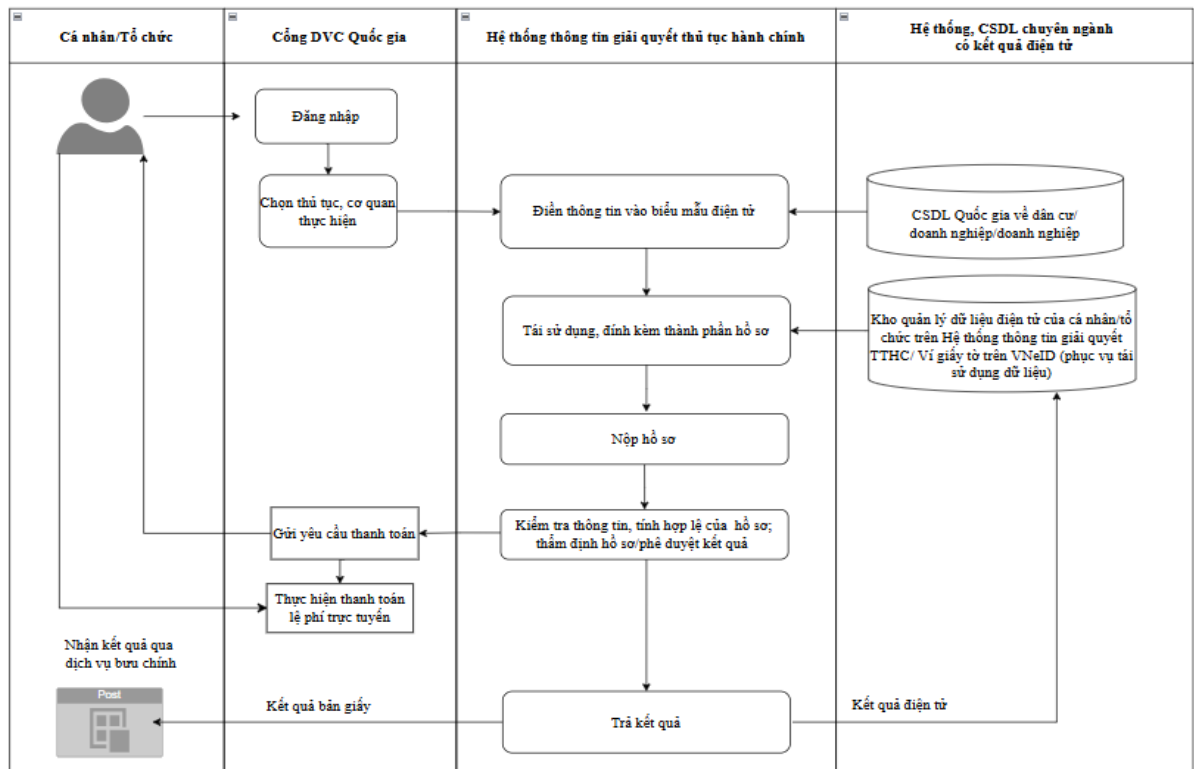 Cá nhân/Tổ chức
Cổng DVC Quốc gia
Hệ thống thông tin giải quyết thủ tục hành chính
Hệ thống, CSDL chuyên ngành
có kết quả điện tử
Đăng nhập
Chọn thủ tục, cơ quan
thực hiện
Điền thông tin vào biểu mẫu điện tử
CSDL Quốc gia về dân cư/
doanh nghiệp/doanh nghiệp
Tái sử dụng, đính kèm thành phần hồ sơ
Kho quản lý dữ liệu điện tử của cá nhân/tổ
chức trên Hệ thống thông tin giải quyết
TTHC/ Ví giấy tờ trên VNeID (phục vụ tái
sử dụng dữ liệu)
Nộp hồ sơ
Gửi yêu cầu thanh toán
Kiểm tra thông tin, tính hợp lệ của hồ sơ;
thẩm định hồ sơ/phê duyệt kết quả
Thực hiện thanh toán
lệ phí trực tuyến
Nhận kết quả qua
dịch vụ bưu chính
Post
Kết quả bản giấy
Trả kết quả
Kết quả điện tử